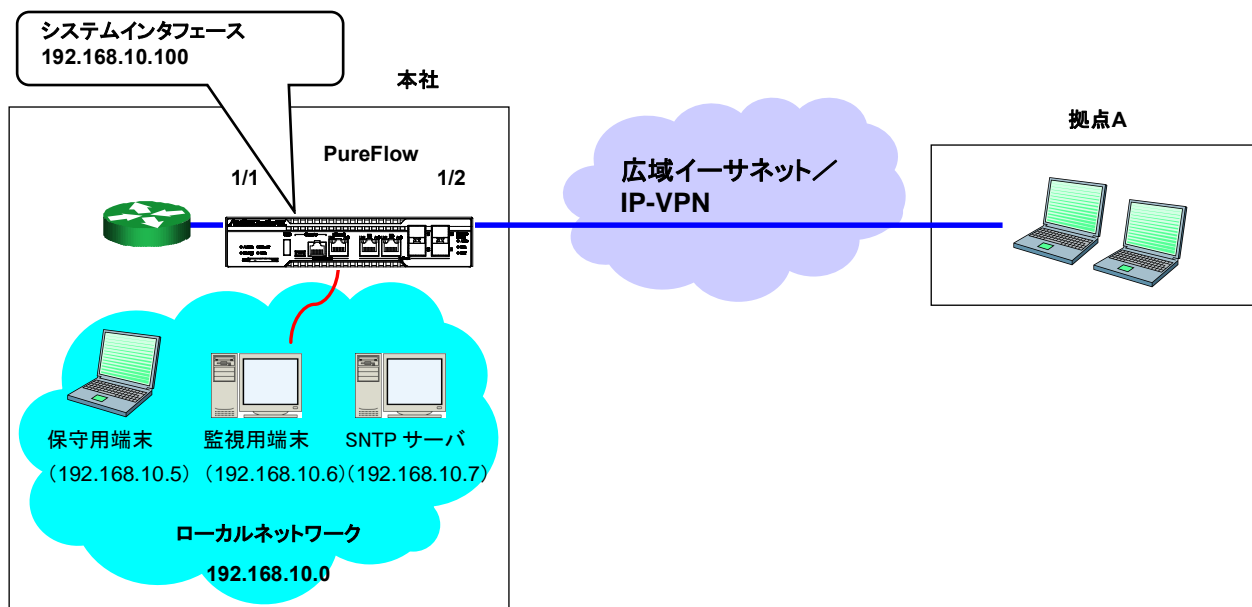 システムインタフェース
192.168.10.100
本社
拠点A
PureFlow
1/1
1/2
広域イーサネット／
IP-VPN
保守用端末
監視用端末
SNTP サーバ
（192.168.10.5）
（192.168.10.6）
（192.168.10.7）
ローカルネットワーク
192.168.10.0